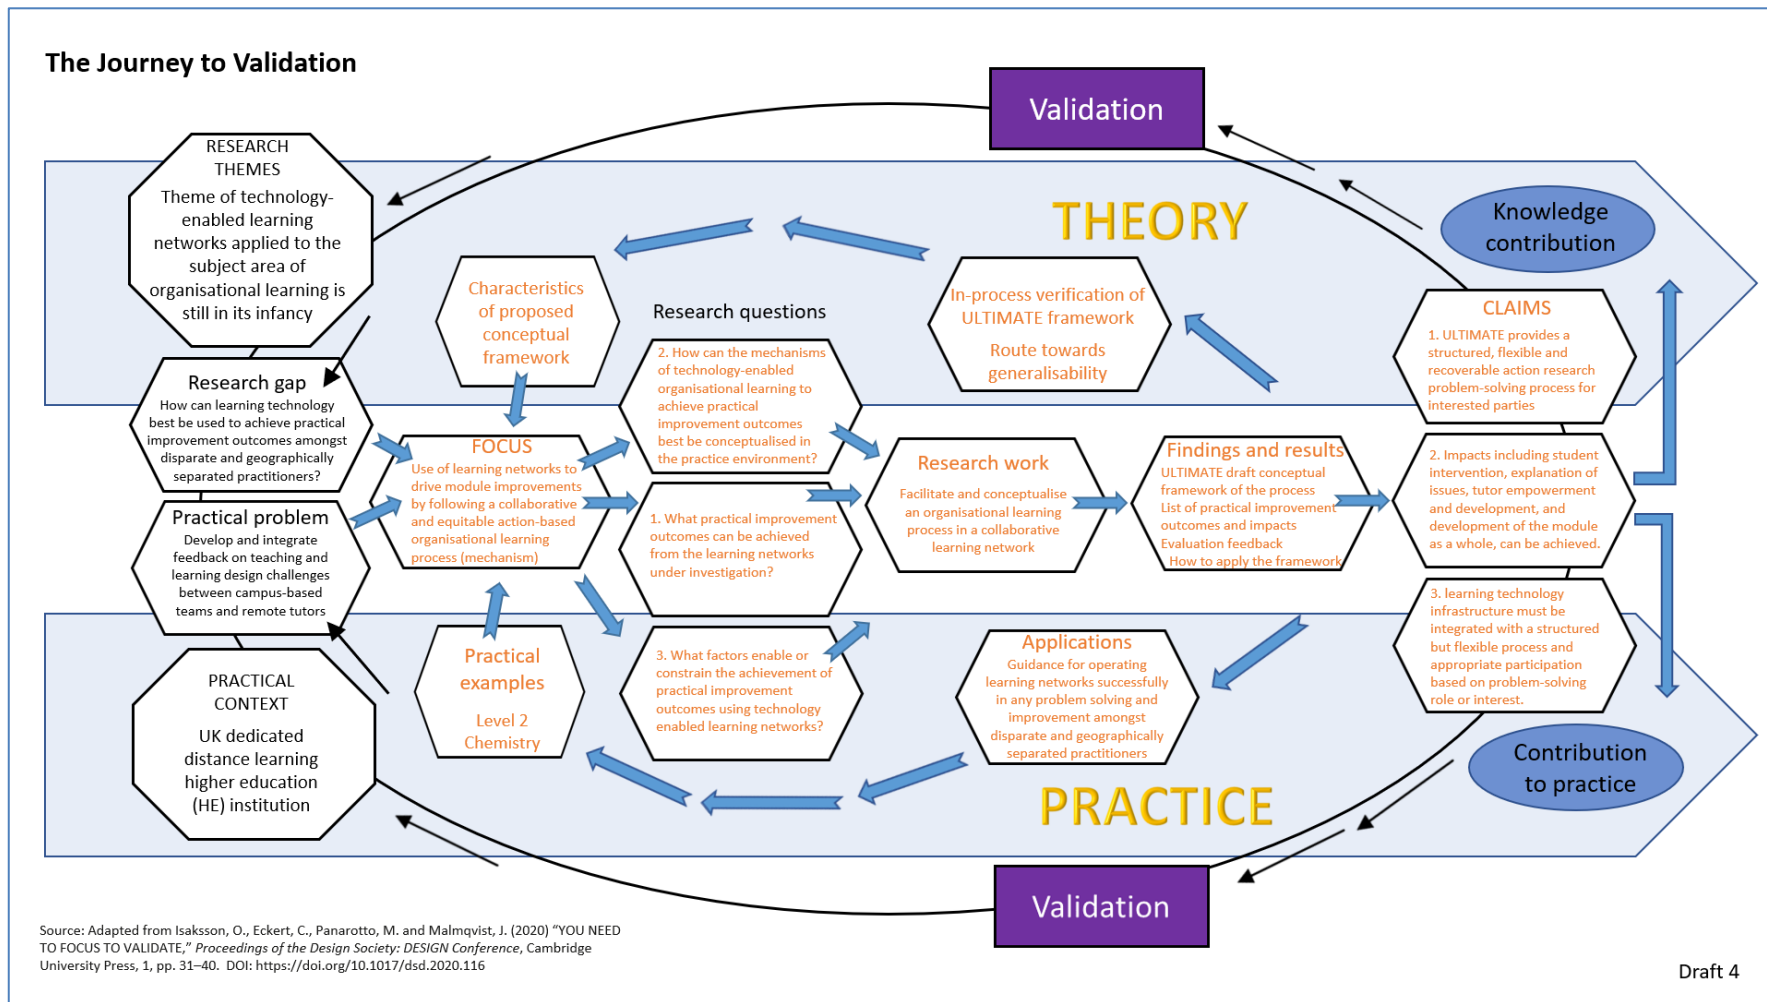 The Journey to Validation
Validation
RESEARCH
THEMES
Theme of technology-
enabled learning
networks applied to the
subject area of
organisational learning is
still in its infancy
THEORY
Knowledge
contribution
Characteristics
of proposed
conceptual
framework
Research questions
In-process verification of
ULTIMATE framework
Route towards
generalisability
CLAIMS
1. ULTIMATE provides a
structured, flexible and
recoverable action research
problem-solving process for
interested parties
Research gap
How can learning technology
best be used to achieve practical
improvement outcomes amongst
disparate and geographically
separated practitioners?
2. How can the mechanisms
of technology-enabled
organisational learning to
achieve practical
improvement outcomes
best be conceptualised in
the practice environment?
FOCUS
Use of learning networks to
drive module improvements
by following a collaborative
and equitable action-based
organisational learning
process (mechanism)
Research work
Facilitate and conceptualise
an organisational learning
process in a collaborative
learning network
Findings and results
ULTIMATE draft conceptual
framework of the process
List of practical improvement
outcomes and impacts
Evaluation feedback
How to apply the framework
2. Impacts including student
intervention, explanation of
issues, tutor empowerment
and development, and
development of the module
as a whole, can be achieved.
Practical problem
Develop and integrate
feedback on teaching and
learning design challenges
between campus-based
teams and remote tutors
1. What practical improvement
outcomes can be achieved
from the learning networks
under investigation?
3. learning technology
infrastructure must be
integrated with a structured
but flexible process and
appropriate participation
based on problem-solving
role or interest.
PRACTICAL
CONTEXT
UK dedicated
distance learning
higher education
(HE) institution
Practical
examples
Level 2
Chemistry
3. What factors enable or
constrain the achievement of
practical improvement
outcomes using technology
enabled learning networks?
Applications
Guidance for operating
learning networks successfully
in any problem solving and
improvement amongst
disparate and geographically
separated practitioners
PRACTICE
Contribution
to practice
Validation
Source: Adapted from Isaksson, O., Eckert, C., Panarotto, M. and Malmqvist, J. (2020) “YOU NEED
TO FOCUS TO VALIDATE,” Proceedings of the Design Society: DESIGN Conference, Cambridge
University Press, 1, pp. 31–40. DOI: https://doi.org/10.1017/dsd.2020.116
Draft 4